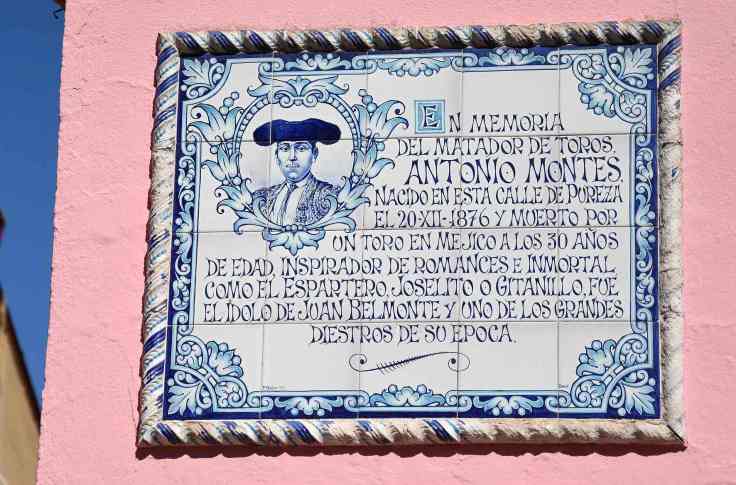 EN MEMORIA
DEL MATADOR DE TOROS,
ANTONIO MONTES,
NACIDO EN ESTA CALLE DE PUREZA
EL 20-XII-1876 Y MUERTO POR
UN TORO EN MEJICO A LOS 30 AÑOS
DE EDAD, INSPIRADOR DE ROMANCES E INMORTAL
COMO EL ESPARTERO, JOSELITO O GITANILLO, FUE
EL IDOLO DE JUAN BELMONTE Y UNO DE LOS GRANDES
DIESTROS DE SU EPOCA.